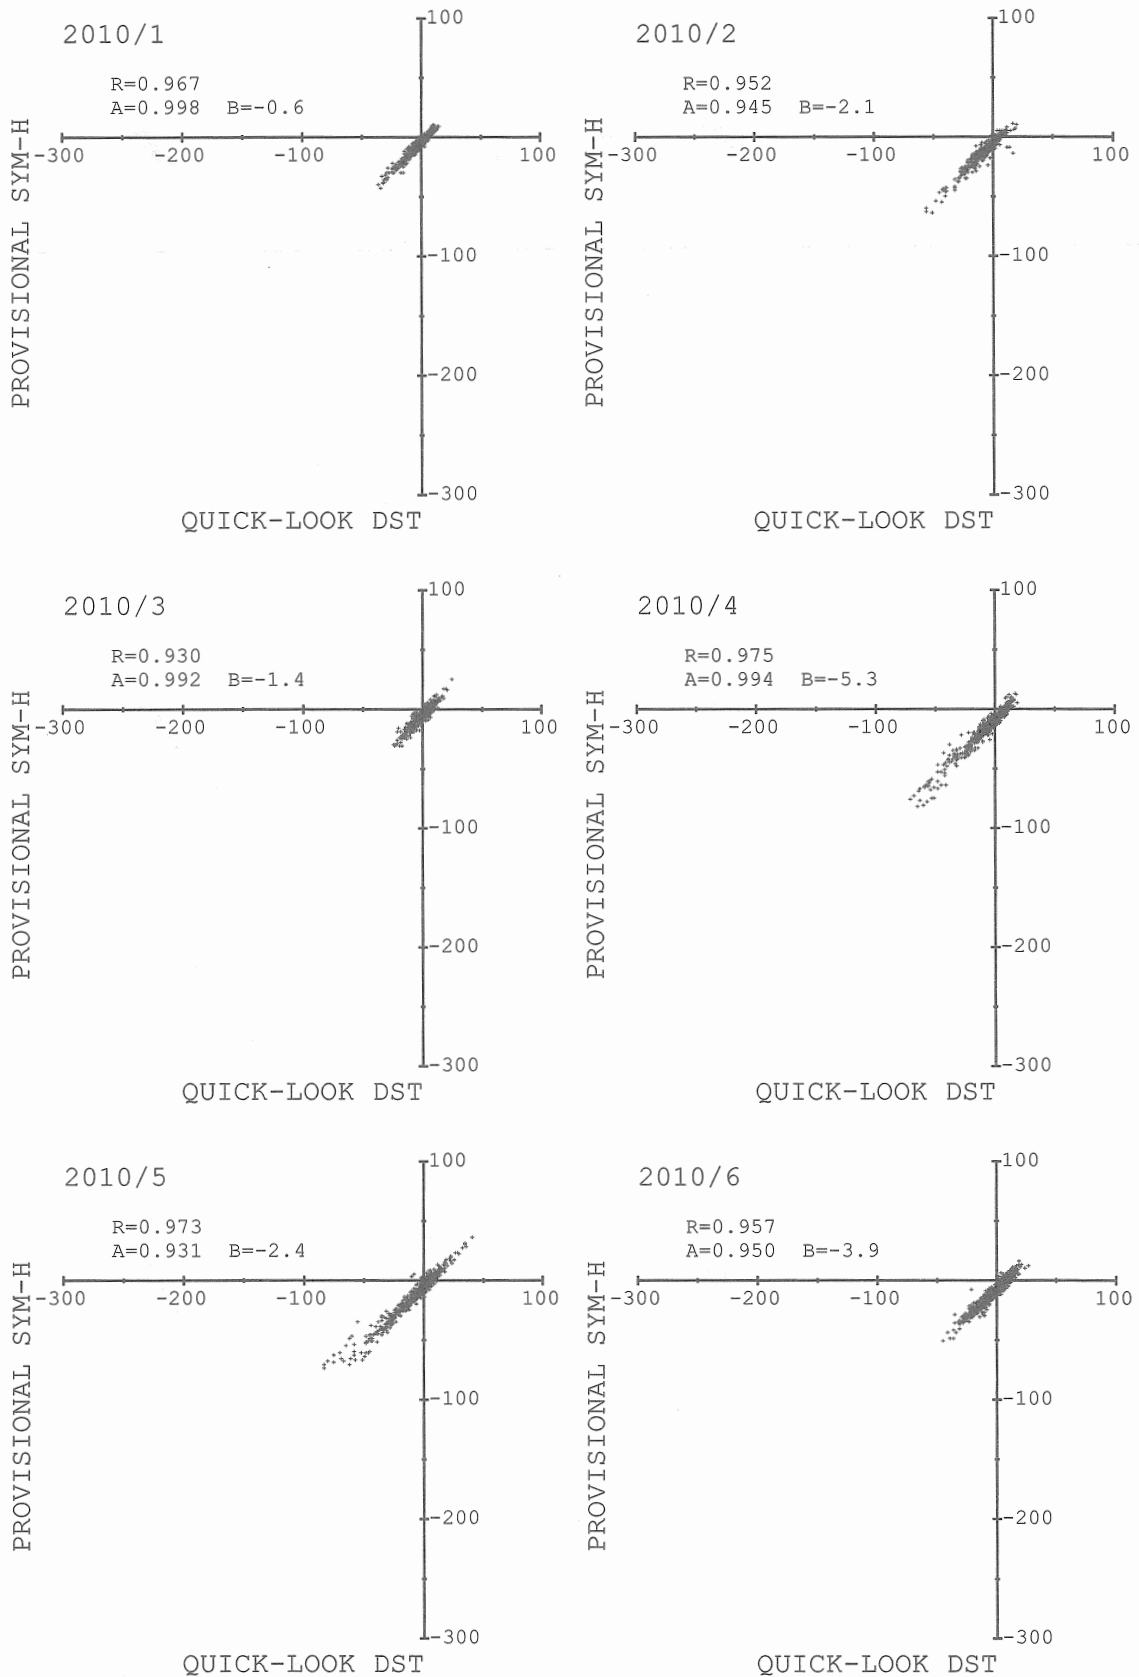 2010/1
R=0.967
A=0.998 B=-0.6
100
-300 -200 -100 100
-100
-200
-300
PROVISIONAL SYM-H
QUICK-LOOK DST
2010/2
R=0.952
A=0.945 B=-2.1
100
-300 -200 -100 100
-100
-200
-300
PROVISIONAL SYM-H
QUICK-LOOK DST
2010/3
R=0.930
A=0.992 B=-1.4
100
-300 -200 -100 100
-100
-200
-300
PROVISIONAL SYM-H
QUICK-LOOK DST
2010/4
R=0.975
A=0.994 B=-5.3
100
-300 -200 -100 100
-100
-200
-300
PROVISIONAL SYM-H
QUICK-LOOK DST
2010/5
R=0.973
A=0.931 B=-2.4
100
-300 -200 -100 100
-100
-200
-300
PROVISIONAL SYM-H
QUICK-LOOK DST
2010/6
R=0.957
A=0.950 B=-3.9
100
-300 -200 -100 100
-100
-200
-300
PROVISIONAL SYM-H
QUICK-LOOK DST